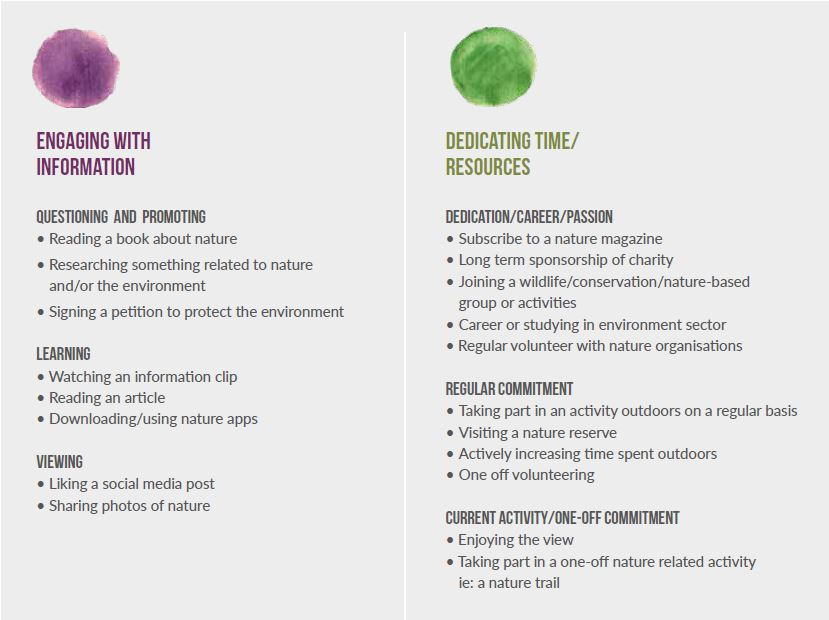 ENGAGING WITH
INFORMATION
QUESTIONING AND PROMOTING
• Reading a book about nature
• Researching something related to nature
and/or the environment
• Signing a petition to protect the environment
LEARNING
• Watching an information clip
• Reading an article
• Downloading/using nature apps
VIEWING
• Liking a social media post
• Sharing photos of nature
DEDICATING TIME/
RESOURCES
DEDICATION/CAREER/PASSION
• Subscribe to a nature magazine
• Long term sponsorship of charity
• Joining a wildlife/conservation/nature-based
group or activities
• Career or studying in environment sector
• Regular volunteer with nature organisations
REGULAR COMMITMENT
• Taking part in an activity outdoors on a regular basis
• Visiting a nature reserve
• Actively increasing time spent outdoors
• One off volunteering
CURRENT ACTIVITY/ONE-OFF COMMITMENT
• Enjoying the view
• Taking part in a one-off nature related activity
ie: a nature trail